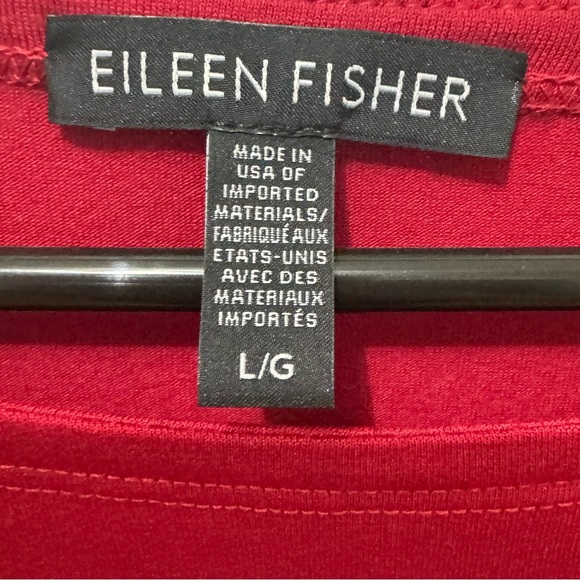 EILEEN FISHER
MADE IN
USA OF
IMPORTED
MATERIALS/
FABRIQUÉ AUX
ETATS-UNIS
AVEC DES
MATERIAUX
IMPORTÉS
L/G